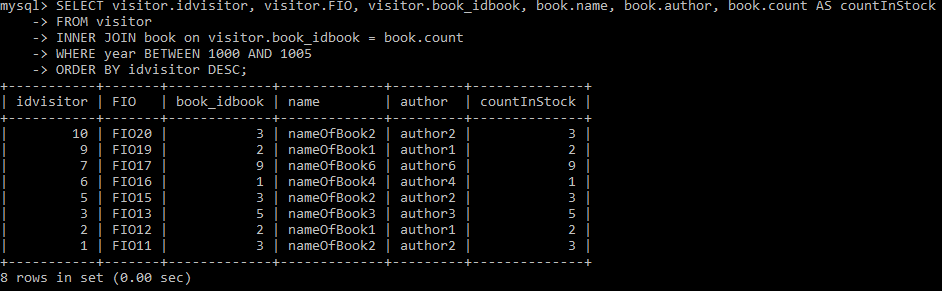 mysql> SELECT visitor.idvisitor, visitor.FIO, visitor.book_idbook, book.name, book.author, book.count AS countInStock
    -> FROM visitor
    -> INNER JOIN book on visitor.book_idbook = book.count
    -> WHERE year BETWEEN 1000 AND 1005
    -> ORDER BY idvisitor DESC;
+-----------+-------+-------------+-------------+---------+--------------+
| idvisitor | FIO   | book_idbook | name        | author  | countInStock |
+-----------+-------+-------------+-------------+---------+--------------+
|        10 | FIO20 |           3 | nameOfBook2 | author2 |            3 |
|         9 | FIO19 |           2 | nameOfBook1 | author1 |            2 |
|         7 | FIO17 |           9 | nameOfBook6 | author6 |            9 |
|         6 | FIO16 |           1 | nameOfBook4 | author4 |            1 |
|         5 | FIO15 |           3 | nameOfBook2 | author2 |            3 |
|         3 | FIO13 |           5 | nameOfBook3 | author3 |            5 |
|         2 | FIO12 |           2 | nameOfBook1 | author1 |            2 |
|         1 | FIO11 |           3 | nameOfBook2 | author2 |            3 |
+-----------+-------+-------------+-------------+---------+--------------+
8 rows in set (0.00 sec)